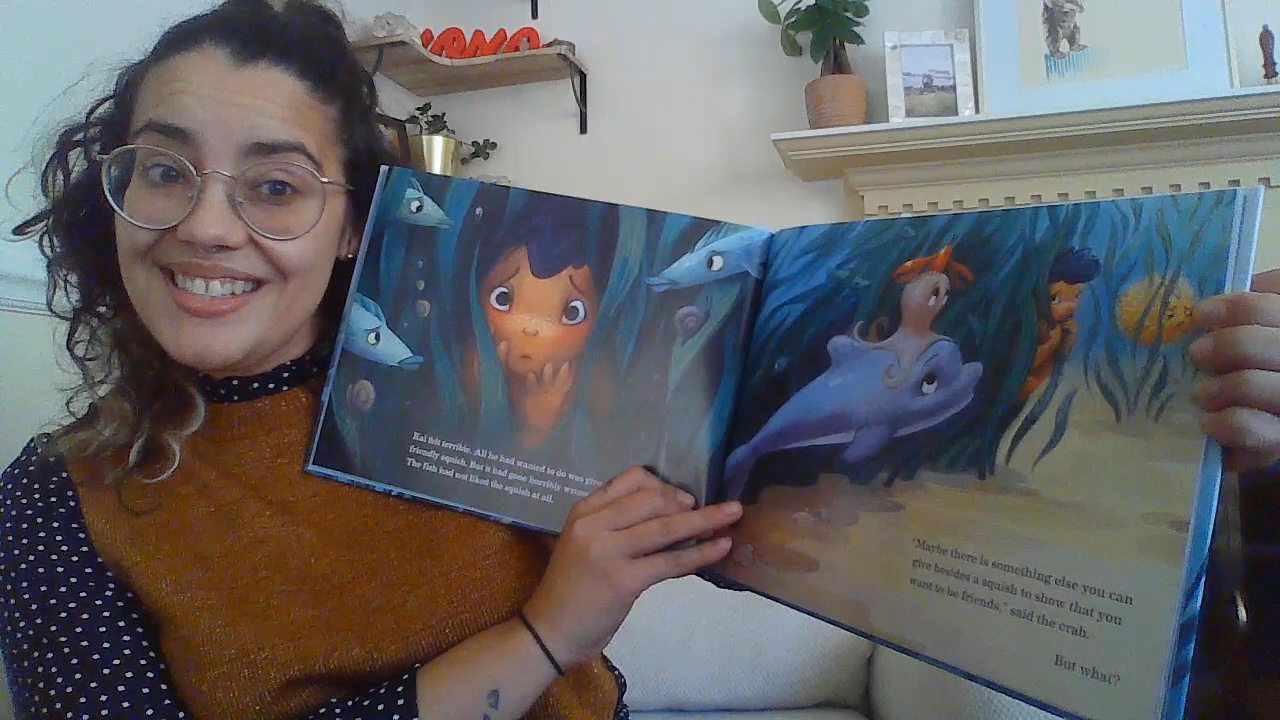 Kai felt terrible. All he had wanted to do was give
friendly squish. But it had gone horribly
The fish had not liked the squish at all.
"Maybe there is something else you can
give besides a squish to show that you
want to be friends," said the crab.
But what?